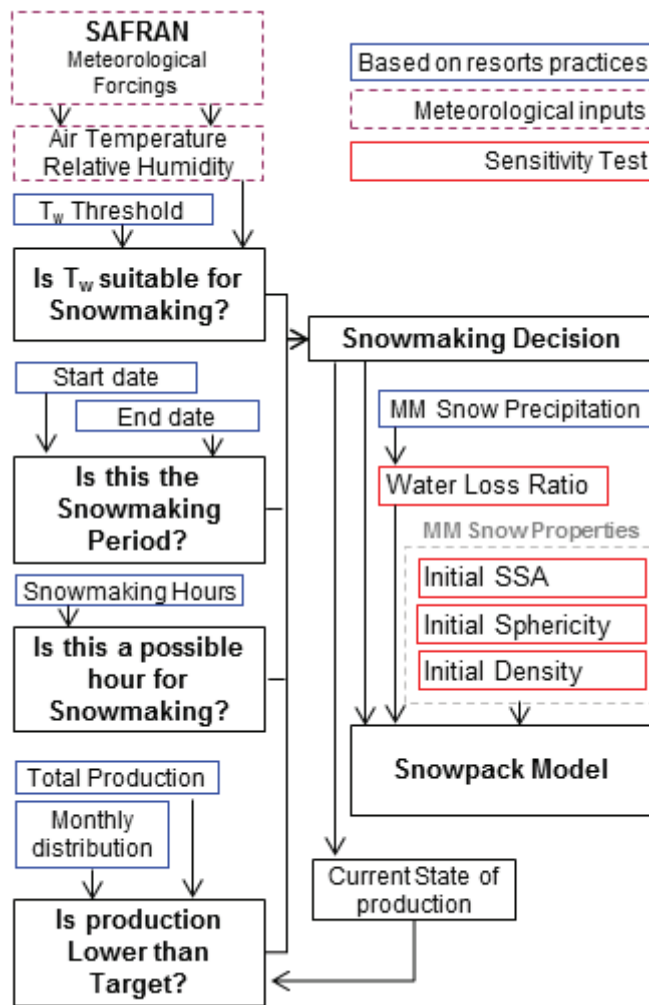 SAFRAN
Meteorological
Forcings
Air Temperature
Relative Humidity
Tw Threshold
Is Tw suitable for
Snowmaking?
Start date
End date
Is this the
Snowmaking
Period?
Snowmaking Hours
Is this a possible
hour for
Snowmaking?
Total Production
Monthly
distribution
Is production
Lower than
Target?
Based on resorts practices
Meteorological inputs
Sensitivity Test
Snowmaking Decision
MM Snow Precipitation
Water Loss Ratio
MM Snow Properties
Initial SSA
Initial Sphericity
Initial Density
Snowpack Model
Current State of
production